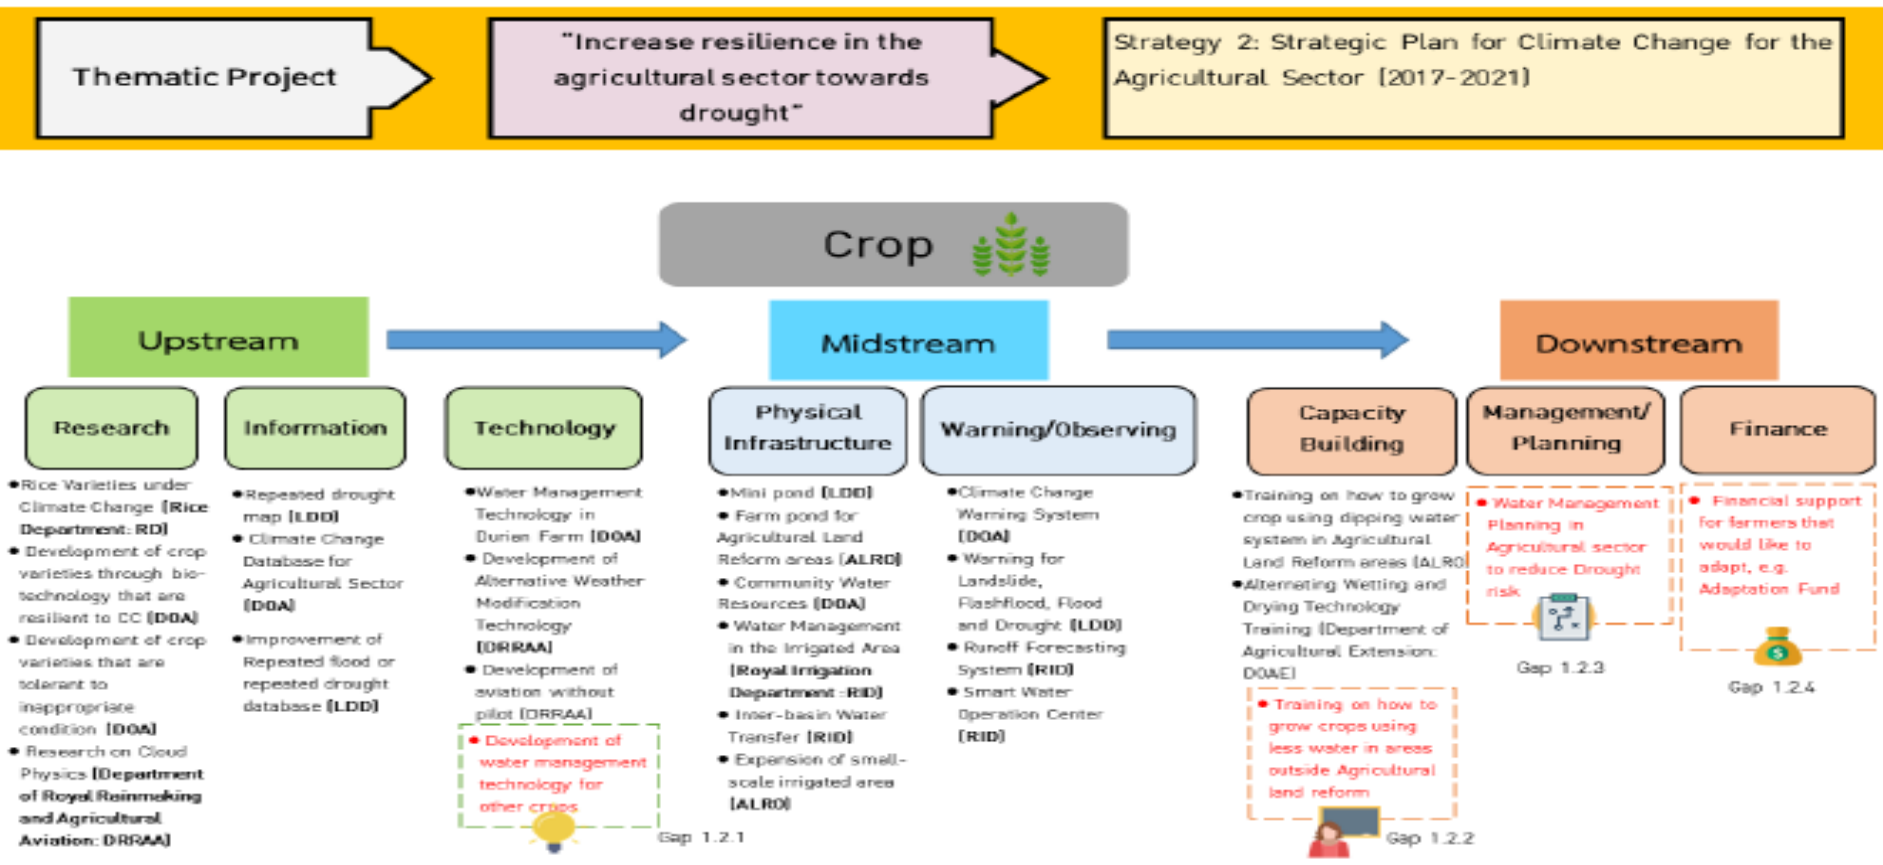 Thematic Project
"Increase resilience in the
agricultural sector towards
drought"
Strategy 2: Strategic Plan for Climate Change for the
Agricultural Sector [2017-2021]
Crop
Upstream
Midstream
Downstream
Research
●Rice Varieties under
Climate Change [Rice
Department: RD]
● Development of crop
varieties through bio-
technology that are
resilient to CC [DOA]
● Development of crop
varieties that are
tolerant to
inappropriate
condition [DOA]
● Research on Cloud
Physics [Department
of Royal Rainmaking
and Agricultural
Aviation: DRRAA]
Information
●Repeated drought
map [LDD]
● Climate Change
Database for
Agricultural Sector
[DOA]
●Improvement of
Repeated flood or
repeated drought
database [LDD]
Technology
●Water Management
Technology in
Durian Farm [DOA]
● Development of
Alternative Weather
Modification
Technology
[DRRAA]
● Development of
aviation without
pilot [DRRAA]
● Development of
water management
technology for
other crops
Gap 1.2.1
Physical
Infrastructure
●Mini pond [LDD]
● Farm pond for
Agricultural Land
Reform areas [ALRO]
● Community Water
Resources [DOA]
● Water Management
in the Irrigated Area
[Royal Irrigation
Department :RID]
● Inter-basin Water
Transfer [RID]
● Expansion of small-
scale irrigated area
[ALRO]
Warning/Observing
●Climate Change
Warning System
[DOA]
● Warning for
Landslide,
Flashflood, Flood
and Drought [LDD]
● Runoff Forecasting
System [RID]
● Smart Water
Operation Center
[RID]
Capacity
Building
●Training on how to grow
crop using dipping water
system in Agricultural
Land Reform areas [ALRO
●Alternating Wetting and
Drying Technology
Training [Department of
Agricultural Extension:
DOAE]
● Training on how to
grow crops using
less water in areas
outside Agricultural
land reform
Gap 1.2.2
Management/
Planning
● Water Management
Planning in
Agricultural sector
to reduce Drought
risk
Gap 1.2.3
Finance
● Financial support
for farmers that
would like to
adapt, e.g.
Adaptation Fund
Gap 1.2.4